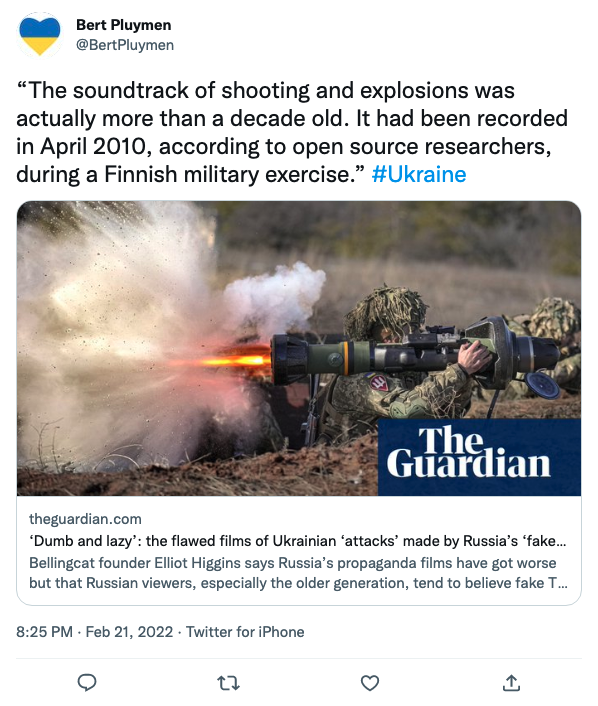 Bert Pluymen
@BertPluymen
“The soundtrack of shooting and explosions was
actually more than a decade old. It had been recorded
in April 2010, according to open source researchers,
during a Finnish military exercise.” #Ukraine
The
Guardian
theguardian.com
‘Dumb and lazy’: the flawed films of Ukrainian ‘attacks’ made by Russia’s ‘fake...
Bellingcat founder Elliot Higgins says Russia’s propaganda films have got worse
but that Russian viewers, especially the older generation, tend to believe fake T...
8:25 PM · Feb 21, 2022 · Twitter for iPhone